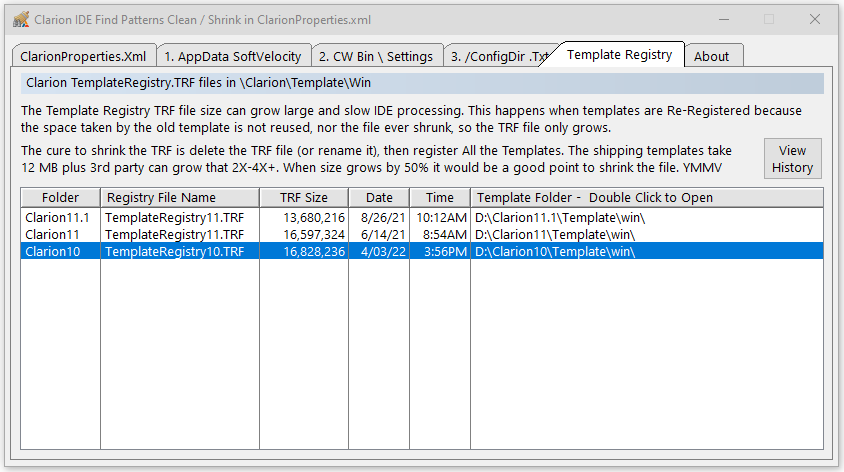 Clarion IDE Find Patterns Clean / Shrink in ClarionProperties.xml
ClarionProperties.Xml 1. AppData SoftVelocity 2. CW Bin \ Settings 3. /ConfigDir .Txt Template Registry About
Clarion TemplateRegistry.TRF files in \Clarion\Template\Win
The Template Registry TRF file size can grow large and slow IDE processing. This happens when templates are Re-Registered because
the space taken by the old template is not reused, nor the file ever shrunk, so the TRF file only grows.
The cure to shrink the TRF is delete the TRF file (or rename it), then register All the Templates. The shipping templates take
12 MB plus 3rd party can grow that 2X-4X+. When size grows by 50% it would be a good point to shrink the file. YMMV
View
History
Folder Registry File Name TRF Size Date Time Template Folder - Double Click to Open
Clarion11.1 TemplateRegistry11.TRF 13,680,216 8/26/21 10:12AM D:\Clarion11.1\Template\win\
Clarion11 TemplateRegistry11.TRF 16,597,324 6/14/21 8:54AM D:\Clarion11\Template\win\
Clarion10 TemplateRegistry10.TRF 16,828,236 4/03/22 3:56PM D:\Clarion10\Template\win\